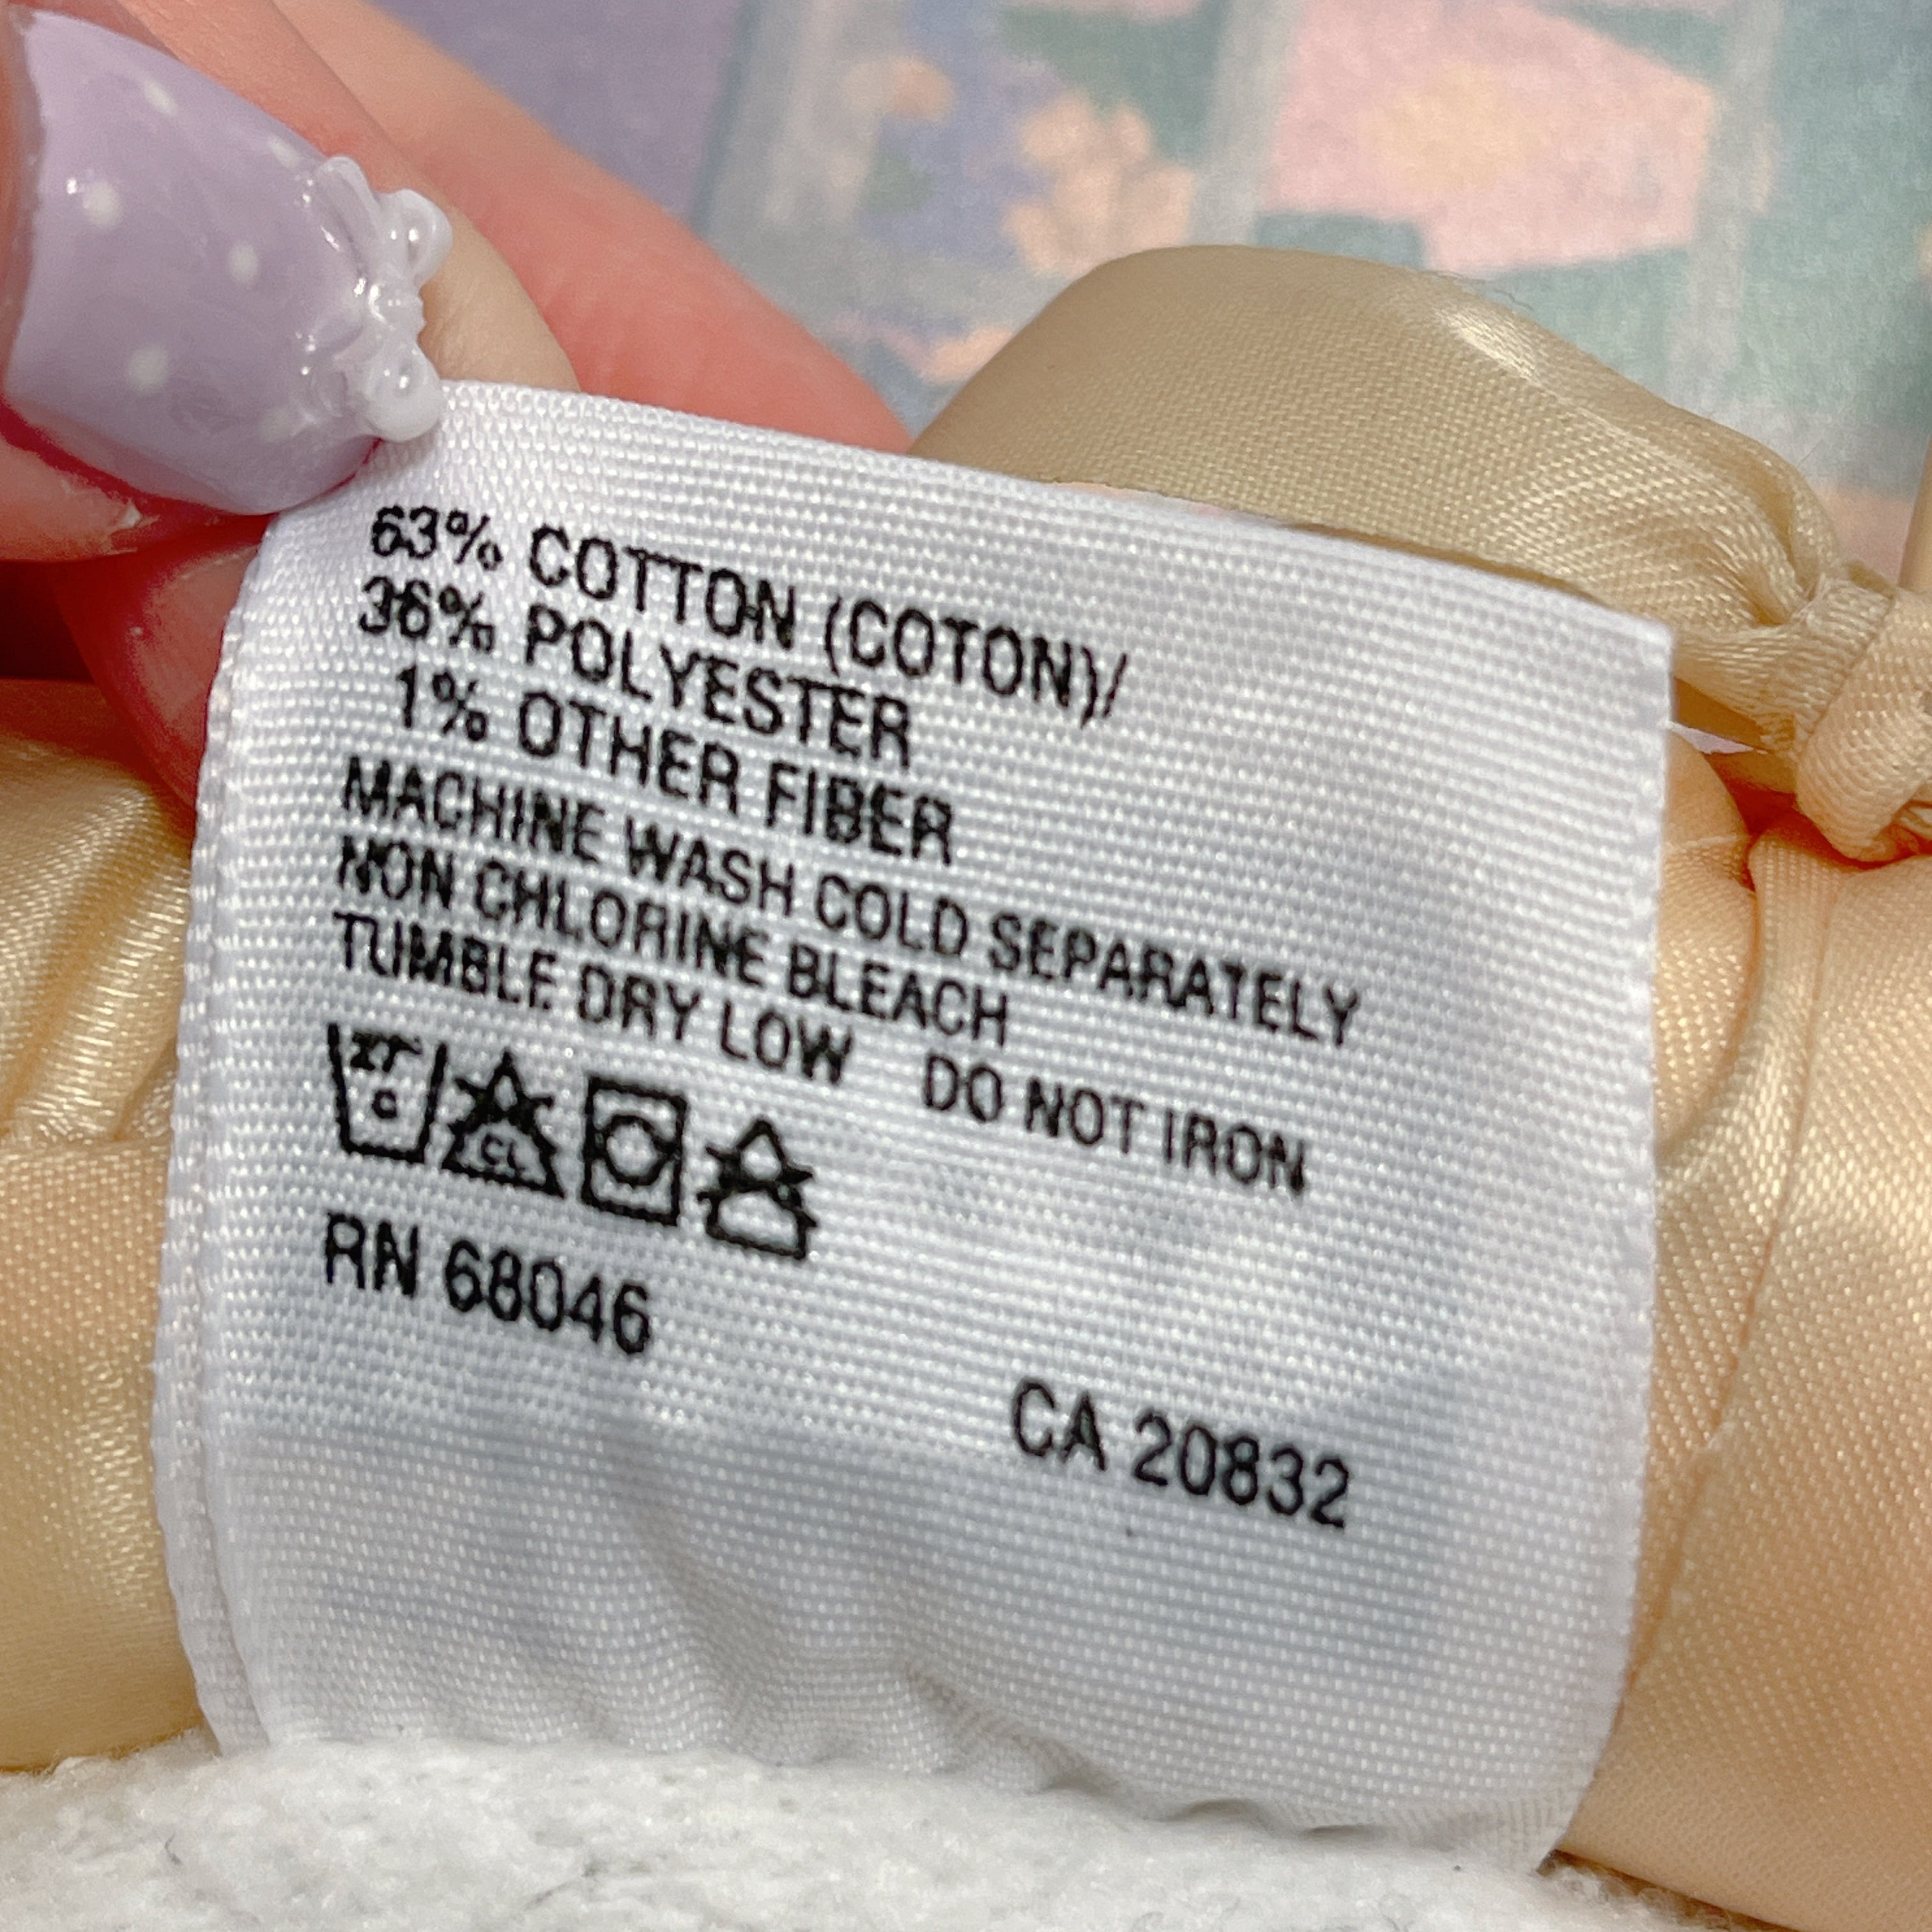 63% COTTON (COTON)/
36% POLYESTER
1% OTHER FIBER
MACHINE WASH COLD SEPARATELY
NON CHLORINE BLEACH
TUMBLE DRY LOW DO NOT IRON
CL
RN 68046
CA 20832